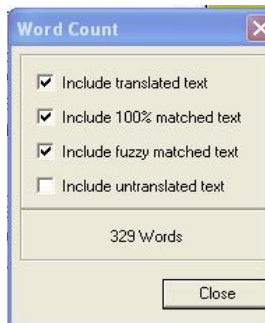 Word Count
Include translated text
Include 100% matched text
Include fuzzy matched text
Include untranslated text
329 Words
Close